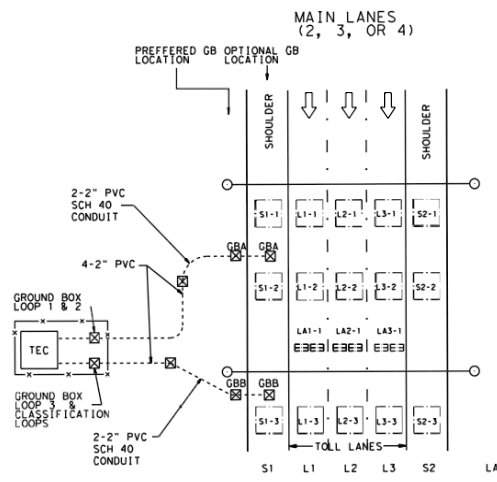 MAIN LANES
(2, 3, OR 4)
PREFFERED GB OPTIONAL GB
LOCATION LOCATION
SHOULDER
SHOULDER
2-2" PVC
SCH 40
CONDUIT
S1-1 L1-1 L2-1 L3-1 S2-1
4-2" PVC
GBA GBA
GROUND BOX
LOOP 1 & 2
S1-2 L1-2 L2-2 L3-2 S2-2
LA1-1 LA2-1 LA3-1
TEC
GROUND BOX
LOOP 3 &
CLASSIFICATION
LOOPS
GBB GBB
S1-3 L1-3 L2-3 L3-3 S2-3
2-2" PVC
SCH 40
CONDUIT
TOLL LANES
S1 L1 L2 L3 S2 LA